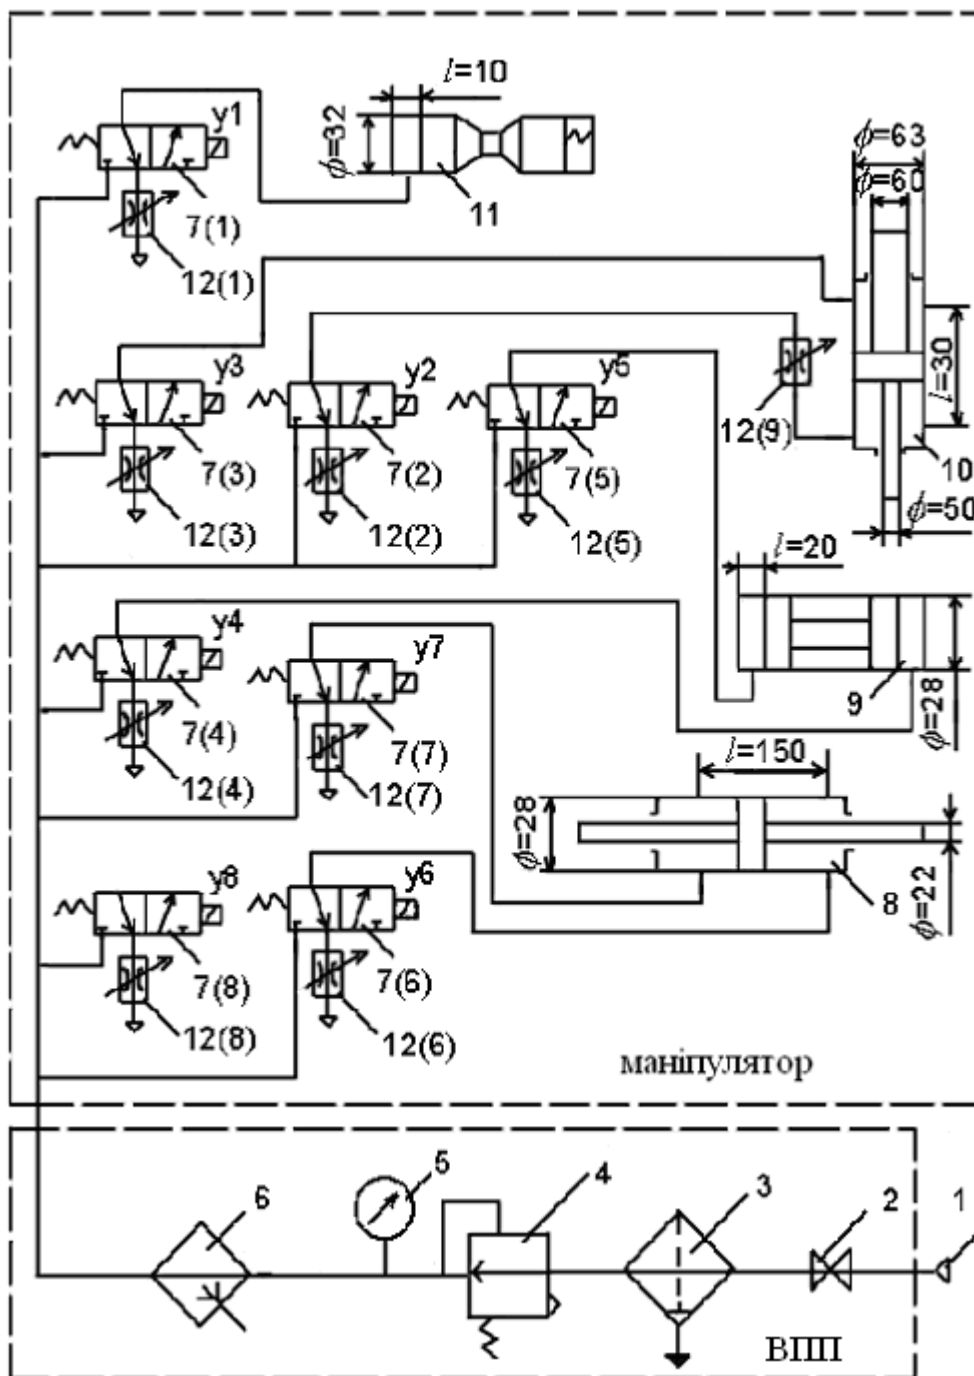 l=10
y1
ϕ=32
ϕ=63
ϕ=60
7(1)
11
12(1)
y3
y2
y5
l=30
12(9)
7(3)
7(2)
7(5)
10
12(3)
12(2)
12(5)
ϕ=50
l=20
y4
y7
9
ϕ=28
7(4)
7(7)
l=150
12(4)
12(7)
ϕ=28
y8
y6
8
ϕ=22
7(8)
7(6)
12(8)
12(6)
маніпулятор
6
5
4
3
2
1
ВПП